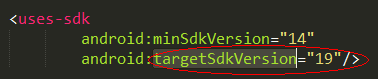 <uses-sdk
android:minSdkVersion="14"
android:targetSdkVersion="19"/>